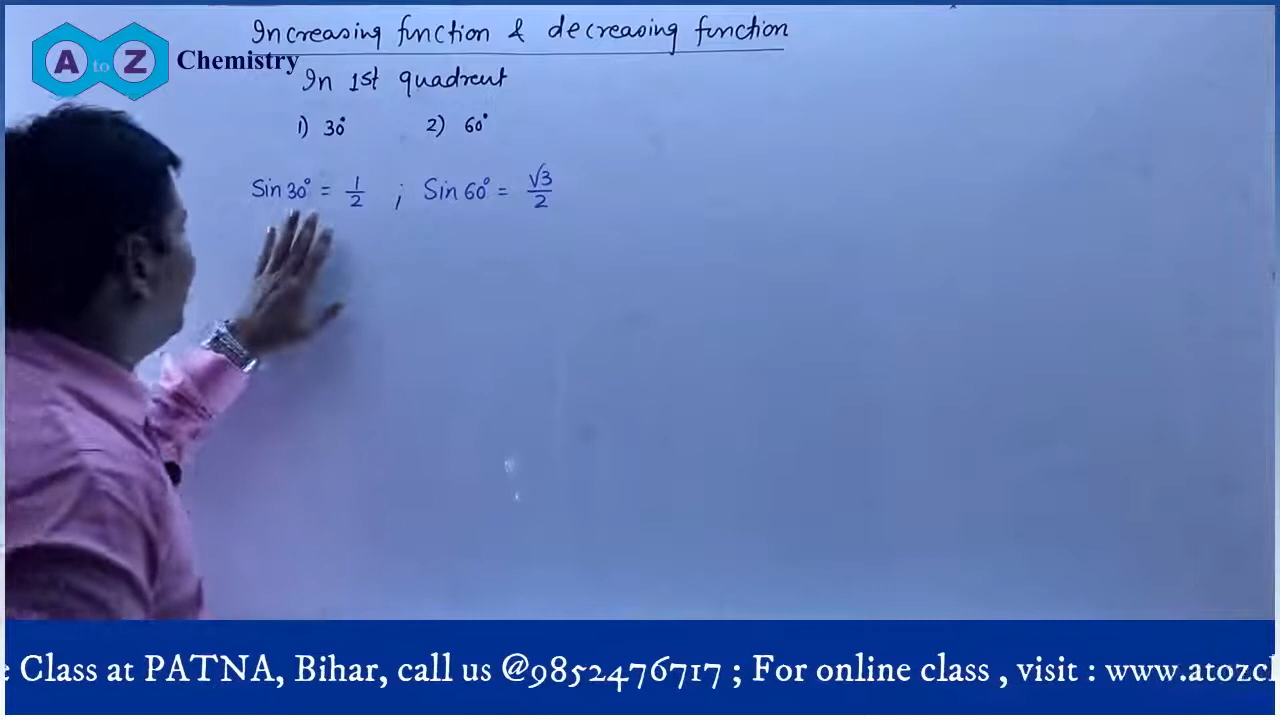 Increasing function & decreasing function
A to Z Chemistry
In 1st quadrent
1) 30° 2) 60°
Sin 30° = 1/2 ; Sin 60° = √3/2
e Class at PATNA, Bihar, call us @9852476717 ; For online class , visit : www.atozcl